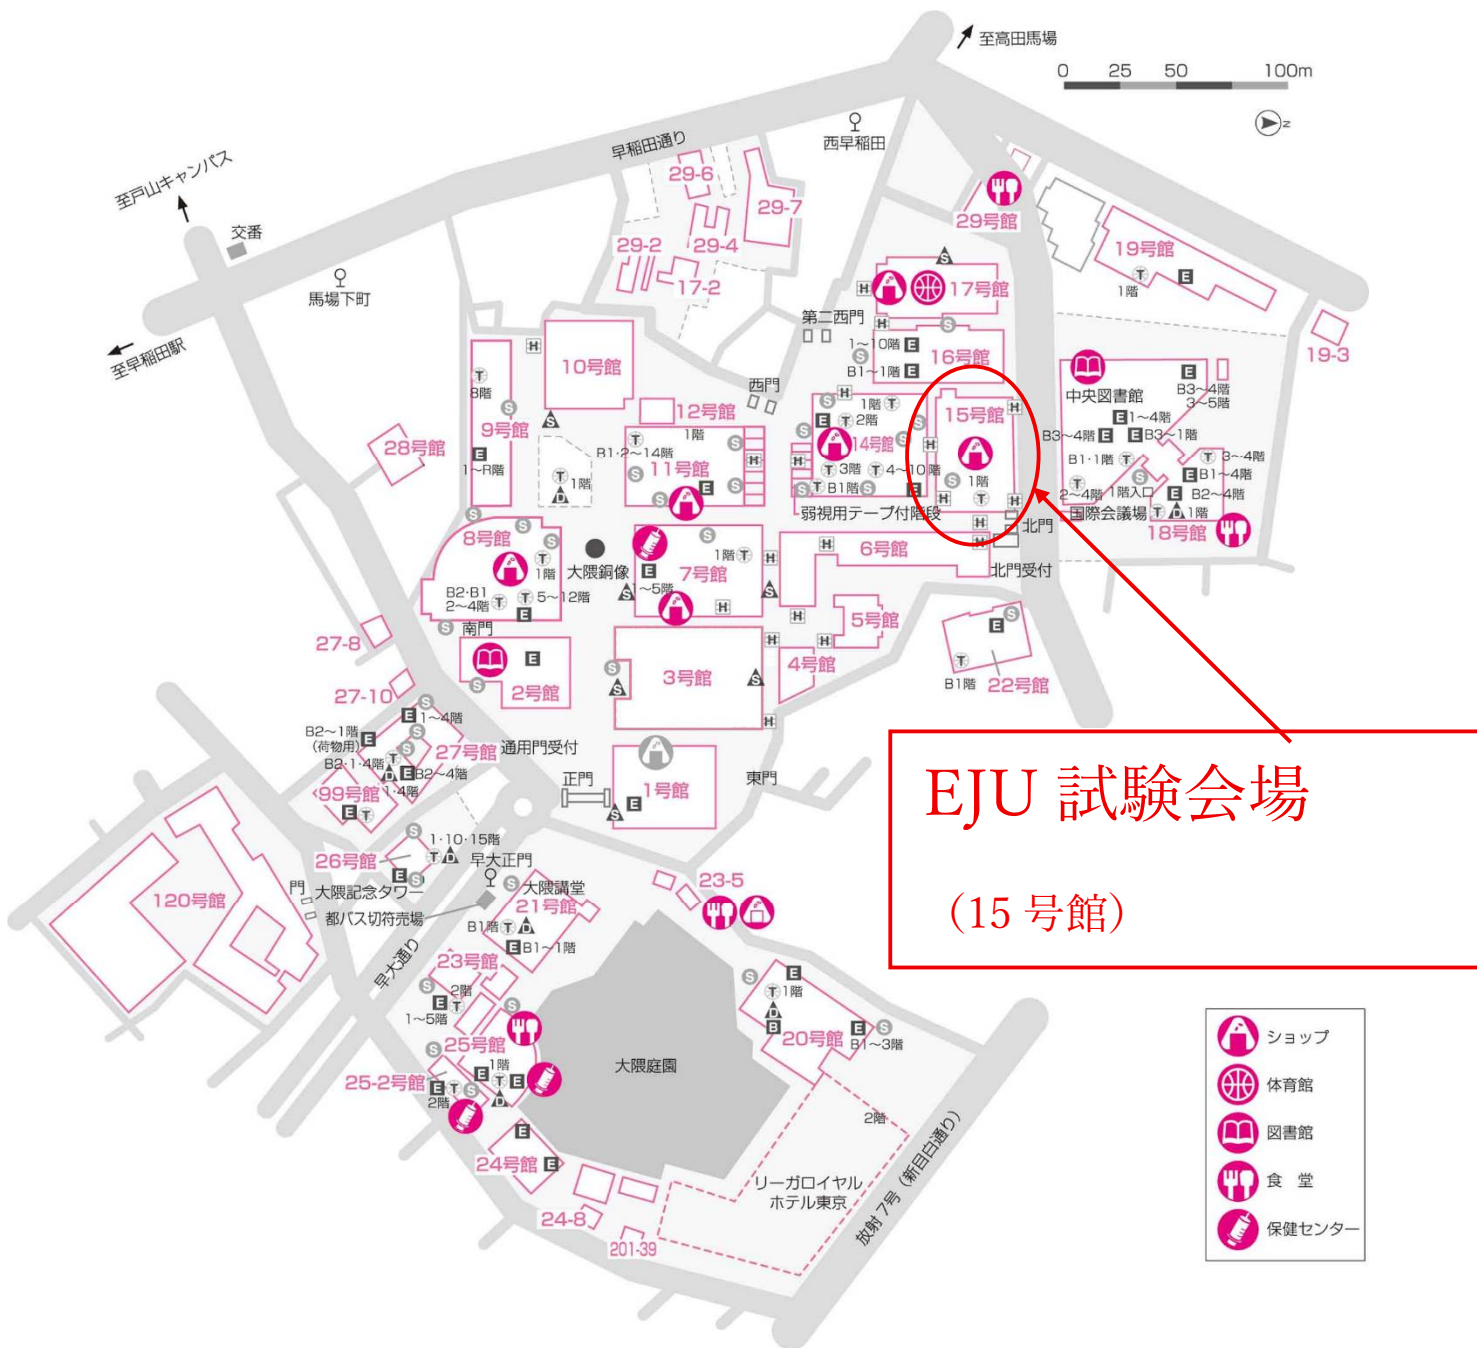 至高田馬場
0 25 50 100m
N
西早稲田
早稲田通り
至戸山キャンパス
交番
馬場下町
至早稲田駅
29-6
29-7
29-2
29-4
17-2
29号館
19号館
T
1階
E
19-3
S
H
17号館
第二西門
1〜10階 E
16号館
B1〜1階 E
10号館
西門
12号館
T
8階
9号館
E
1〜R階
28号館
T 1階
D
T
B1・2〜14階
1階
11号館
E
1階 T
T 2階
14号館
T 3階
T 4〜10階
T B1階
E
弱視用テープ付階段
15号館
1階
T
北門
北門受付
中央図書館
E
B3〜4階
3〜5階
E 1〜4階
B3〜4階 E
E B3〜1階
B1・1階 T
T 3〜4階
E B1〜4階
T
2〜4階
1階入口
E B2〜4階
国際会議場
T D 1階
18号館
8号館
T
1階
B2・B1
2〜4階 T
T 5〜12階
E
大隈銅像
7号館
1階 T
E
1〜5階
6号館
5号館
4号館
3号館
南門
2号館
E
27-8
27-10
22号館
E
T
B1階
E 1〜4階
B2〜1階
(荷物用) E
27号館
通用門受付
B2・1・4階
T
D
E B2〜4階
1・4階
99号館
E T
正門
1号館
E
東門
EJU 試験会場
(15 号館)
26号館
1・10・15階
T D
E
早大正門
大隈記念タワー
門
都バス切符売場
120号館
早大通り
大隈講堂
21号館
B1階 T D
E B1〜1階
23-5
23号館
2階
E T
1〜5階
25号館
1階
E T E
D
25-2号館
E T
2階
大隈庭園
20号館
E
T 1階
D
B
E
B1〜3階
24号館
E
24-8
201-39
2階
リーガロイヤル
ホテル東京
放射7号(新目白通り)
ショップ
体育館
図書館
食 堂
保健センター